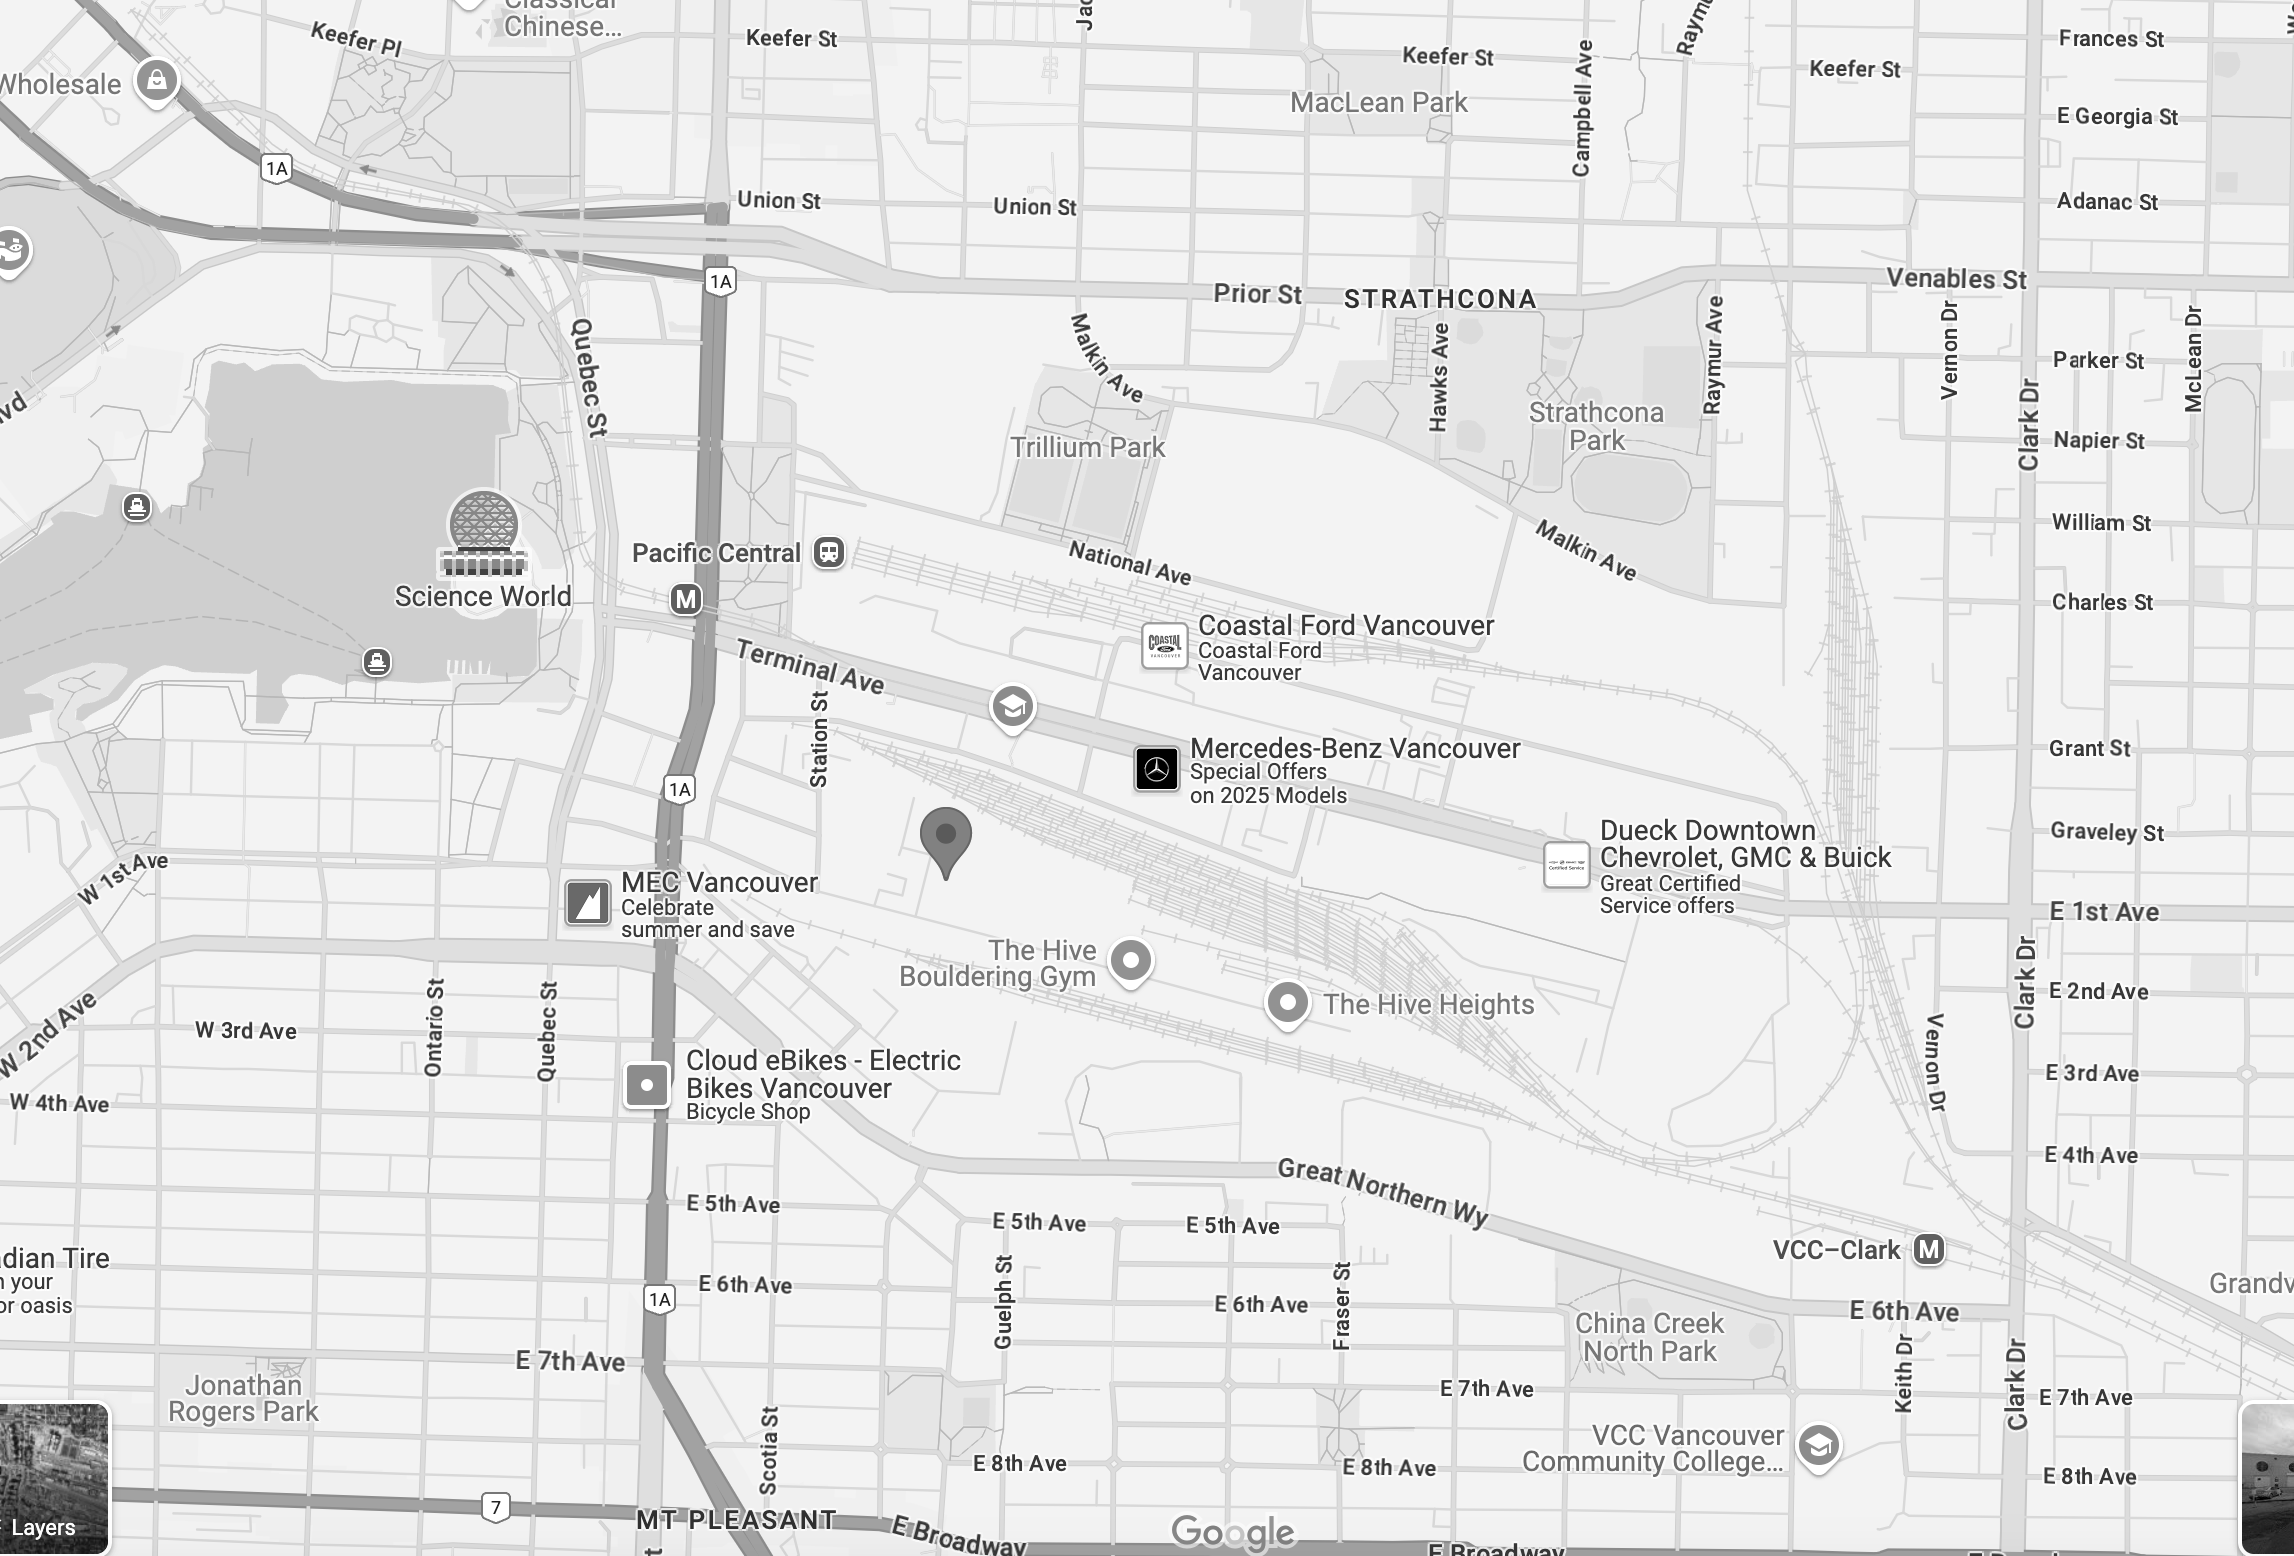 Classical
Chinese...
Keefer Pl
Keefer St
Keefer St
Keefer St
Frances St
Wholesale
MacLean Park
Campbell Ave
E Georgia St
1A
Union St
Union St
Adanac St
1A
Prior St
STRATHCONA
Venables St
Quebec St
Malkin Ave
Hawks Ave
Raymur Ave
Vernon Dr
McLean Dr
Parker St
Clark Dr
Strathcona
Park
Napier St
Trillium Park
William St
Malkin Ave
Pacific Central
National Ave
Science World
M
Charles St
Coastal Ford Vancouver
Coastal Ford
Vancouver
COASTAL
Ford
VANCOUVER
Terminal Ave
Station St
Mercedes-Benz Vancouver
Special Offers
on 2025 Models
Grant St
1A
Dueck Downtown
Chevrolet, GMC & Buick
Great Certified
Service offers
Certified Service
Graveley St
W 1st Ave
MEC Vancouver
Celebrate
summer and save
E 1st Ave
The Hive
Bouldering Gym
The Hive Heights
Clark Dr
E 2nd Ave
W 2nd Ave
W 3rd Ave
Ontario St
Quebec St
Vernon Dr
E 3rd Ave
Cloud eBikes - Electric
Bikes Vancouver
Bicycle Shop
W 4th Ave
E 4th Ave
Great Northern Wy
E 5th Ave
E 5th Ave
E 5th Ave
VCC–Clark
M
E 6th Ave
Guelph St
Fraser St
E 6th Ave
E 6th Ave
1A
China Creek
North Park
Keith Dr
Clark Dr
E 7th Ave
E 7th Ave
E 7th Ave
Jonathan
Rogers Park
Scotia St
VCC Vancouver
Community College...
E 8th Ave
E 8th Ave
E 8th Ave
7
Layers
MT PLEASANT
E Broadway
Google
E Broadway